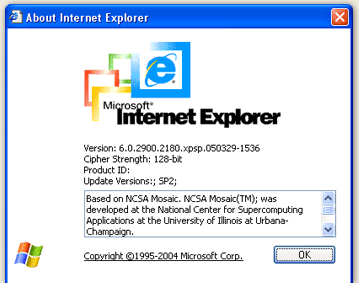 About Internet Explorer
Microsoft®
Internet Explorer
Version: 6.0.2900.2180.xpsp.050329-1536
Cipher Strength: 128-bit
Product ID:
Update Versions:; SP2;
Based on NCSA Mosaic. NCSA Mosaic(TM); was
developed at the National Center for Supercomputing
Applications at the University of Illinois at Urbana-
Champaign.
Copyright ©1995-2004 Microsoft Corp.
OK